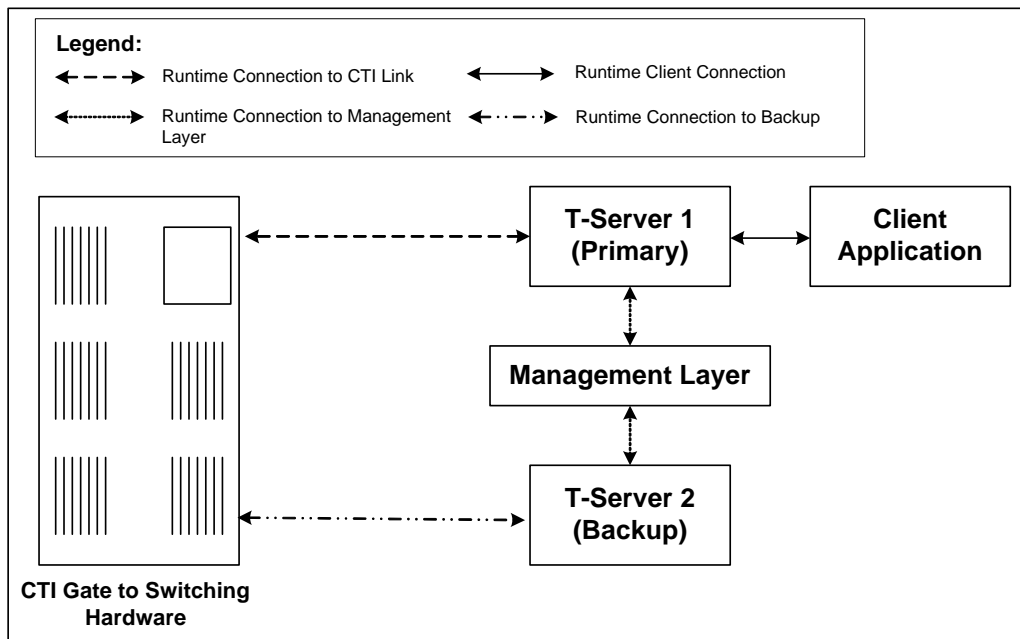 Legend:
Runtime Connection to CTI Link
Runtime Client Connection
Runtime Connection to Management
Layer
Runtime Connection to Backup
T-Server 1
(Primary)
Client
Application
Management Layer
T-Server 2
(Backup)
CTI Gate to Switching
Hardware